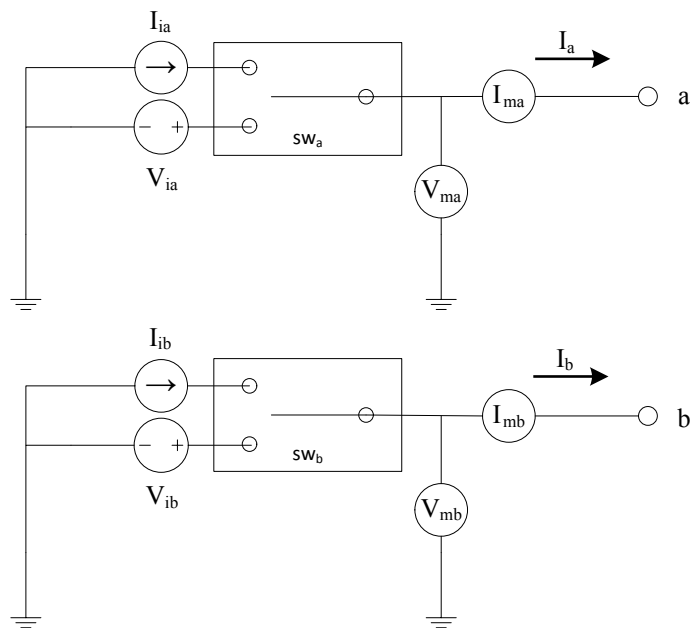 I_ia
I_a
I_ma
a
sw_a
− +
V_ia
V_ma
I_ib
I_b
I_mb
b
sw_b
− +
V_ib
V_mb